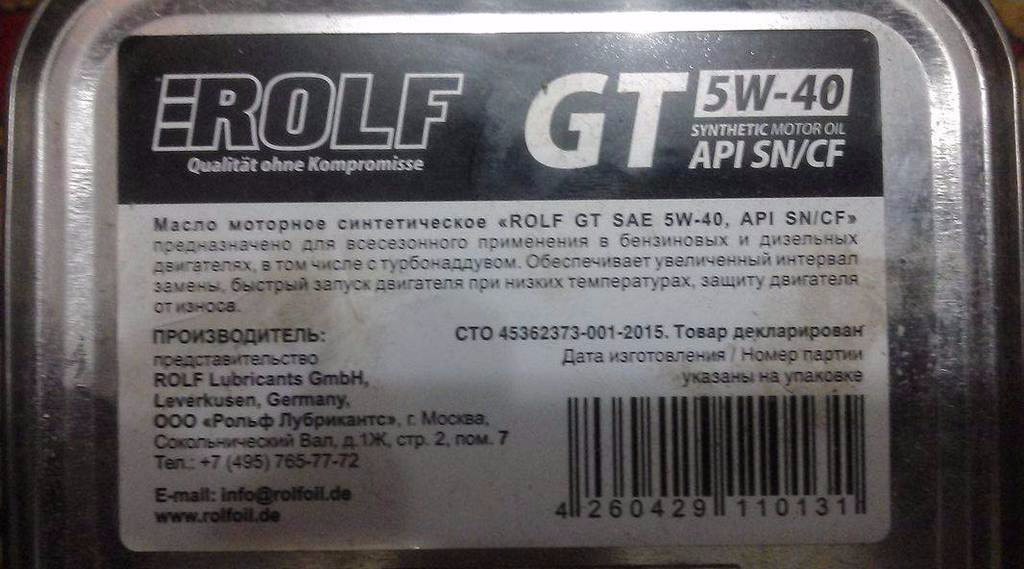 ROLF
Qualität ohne Kompromisse
GT
5W-40
SYNTHETIC MOTOR OIL
API SN/CF
Масло моторное синтетическое «ROLF GT SAE 5W-40, API SN/CF»
предназначено для всесезонного применения в бензиновых и дизельных
двигателях, в том числе с турбонаддувом. Обеспечивает увеличенный интервал
замены, быстрый запуск двигателя при низких температурах, защиту двигателя
от износа.
ПРОИЗВОДИТЕЛЬ:
представительство
ROLF Lubricants GmbH,
Leverkusen, Germany,
ООО «Рольф Лубрикантс», г. Москва,
Сокольнический Вал, д.1Ж, стр. 2, пом. 7
Тел.: +7 (495) 765-77-72
E-mail: info@rolfoil.de
www.rolfoil.de
СТО 45362373-001-2015. Товар декларирован
Дата изготовления / Номер партии
указаны на упаковке
4 260429 110131